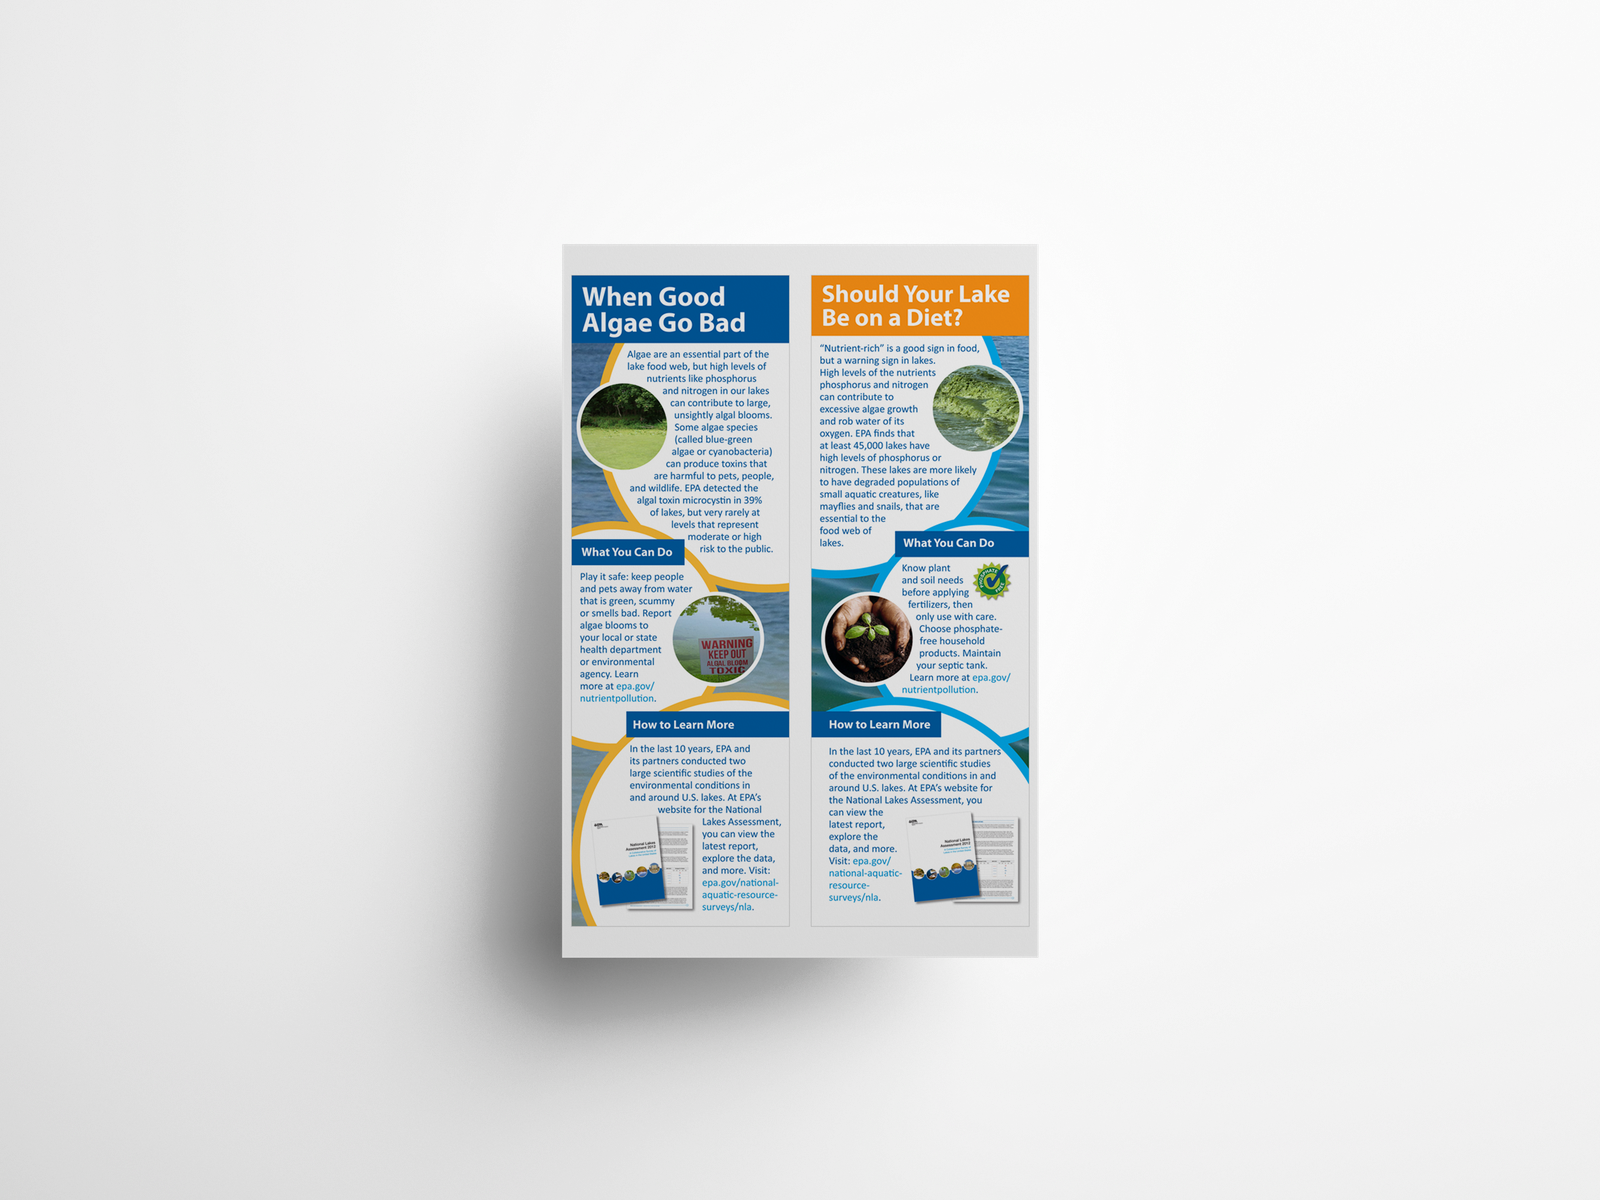 When Good
Algae Go Bad
Algae are an essential part of the
lake food web, but high levels of
nutrients like phosphorus
and nitrogen in our lakes
can contribute to large,
unsightly algal blooms.
Some algae species
(called blue-green
algae or cyanobacteria)
can produce toxins that
are harmful to pets, people,
and wildlife. EPA detected the
algal toxin microcystin in 39%
of lakes, but very rarely at
levels that represent
moderate or high
risk to the public.
What You Can Do
Play it safe: keep people
and pets away from water
that is green, scummy
or smells bad. Report
algae blooms to
your local or state
health department
or environmental
agency. Learn
more at epa.gov/
nutrientpollution.
WARNING
KEEP OUT
ALGAL BLOOM
TOXIC
How to Learn More
In the last 10 years, EPA and
its partners conducted two
large scientific studies of the
environmental conditions in
and around U.S. lakes. At EPA's
website for the National
Lakes Assessment,
you can view the
latest report,
explore the data,
and more. Visit:
epa.gov/national-
aquatic-resource-
surveys/nla.
National Lakes
Assessment 2012
Should Your Lake
Be on a Diet?
“Nutrient-rich” is a good sign in food,
but a warning sign in lakes.
High levels of the nutrients
phosphorus and nitrogen
can contribute to
excessive algae growth
and rob water of its
oxygen. EPA finds that
at least 45,000 lakes have
high levels of phosphorus or
nitrogen. These lakes are more likely
to have degraded populations of
small aquatic creatures, like
mayflies and snails, that are
essential to the
food web of
lakes.
What You Can Do
Know plant
and soil needs
before applying
fertilizers, then
only use with care.
Choose phosphate-
free household
products. Maintain
your septic tank.
Learn more at epa.gov/
nutrientpollution.
PHOSPHATE
FREE
How to Learn More
In the last 10 years, EPA and its partners
conducted two large scientific studies
of the environmental conditions in and
around U.S. lakes. At EPA's website for
the National Lakes Assessment, you
can view the
latest report,
explore the
data, and more.
Visit: epa.gov/
national-aquatic-
resource-
surveys/nla.
National Lakes
Assessment 2012